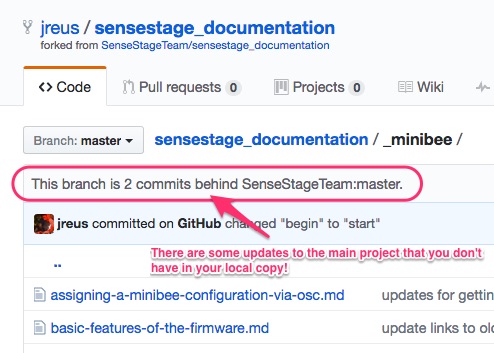 jreus / sensestage_documentation
forked from SenseStageTeam/sensestage_documentation
Code
Pull requests 0
Projects 0
Wiki
Branch: master
sensestage_documentation / _minibee /
This branch is 2 commits behind SenseStageTeam:master.
jreus committed on GitHub changed "begin" to "start"
There are some updates to the main project that you don't
have in your local copy!
..
assigning-a-minibee-configuration-via-osc.md updates for getting
basic-features-of-the-firmware.md update links to old